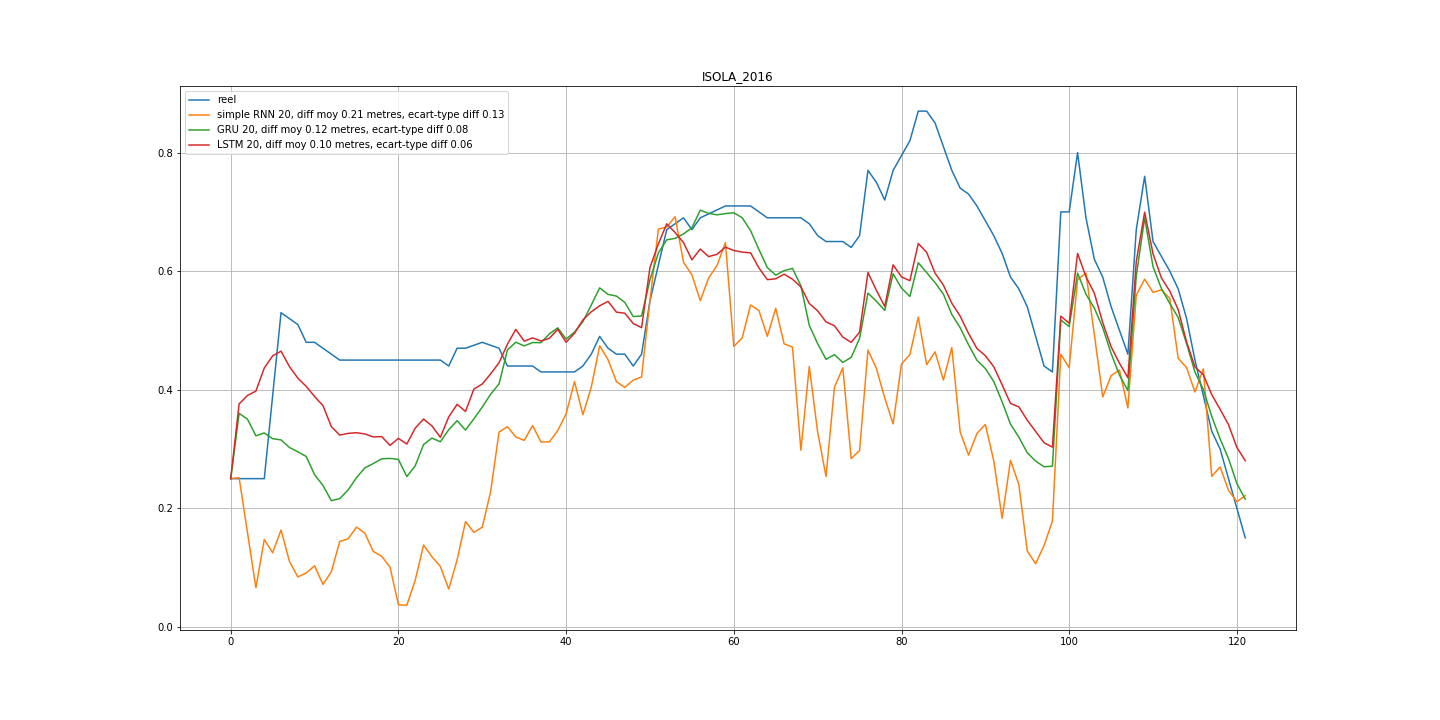 ISOLA_2016
reel
simple RNN 20, diff moy 0.21 metres, ecart-type diff 0.13
GRU 20, diff moy 0.12 metres, ecart-type diff 0.08
LSTM 20, diff moy 0.10 metres, ecart-type diff 0.06
0.8
0.6
0.4
0.2
0.0
0 20 40 60 80 100 120